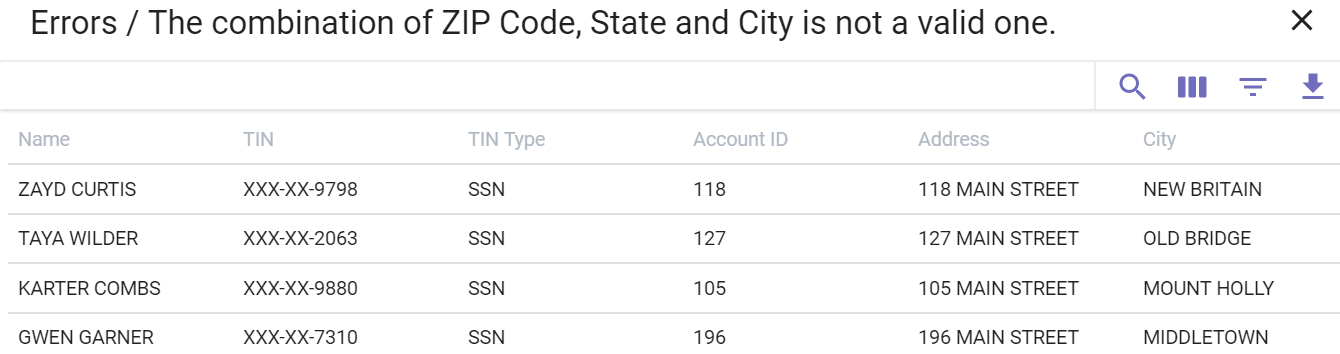 Errors / The combination of ZIP Code, State and City is not a valid one.
Name TIN TIN Type Account ID Address City
ZAYD CURTIS XXX-XX-9798 SSN 118 118 MAIN STREET NEW BRITAIN
TAYA WILDER XXX-XX-2063 SSN 127 127 MAIN STREET OLD BRIDGE
KARTER COMBS XXX-XX-9880 SSN 105 105 MAIN STREET MOUNT HOLLY
GWEN GARNER XXX-XX-7310 SSN 196 196 MAIN STREET MIDDLETOWN